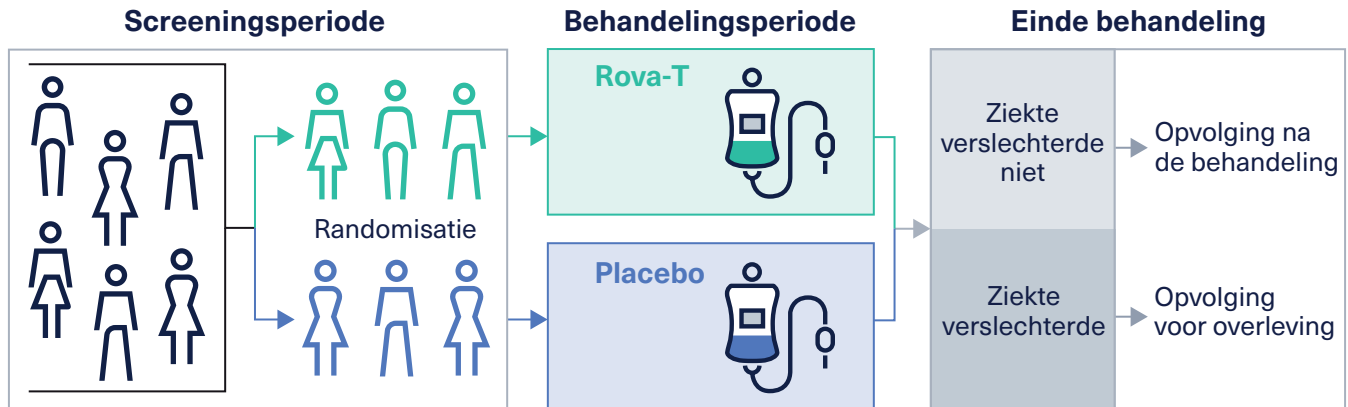 Screeningsperiode
Behandelingsperiode
Einde behandeling
Randomisatie
Rova-T
Placebo
Ziekte
verslechterde
niet
Opvolging na
de behandeling
Ziekte
verslechterde
Opvolging
voor overleving